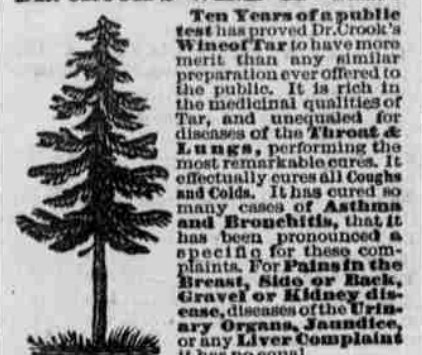 Ten Years of a public
test has proved Dr. Crook's
Wine of Tar to have more
merit than any similar
preparation ever offered to
the public. It is rich in
the medicinal qualities of
Tar, and unequaled for
diseases of the Throat &
Lungs, performing the
most remarkable cures. It
effectually cures all Coughs
and Colds. It has cured so
many cases of Asthma
and Bronchitis, that it
has been pronounced a
specific for these com-
plaints. For Pains in the
Breast, Side or Back,
Gravel or Kidney dis-
ease, diseases of the Urin-
ary Organs, Jaundice,
or any Liver Complaint
it has no equal